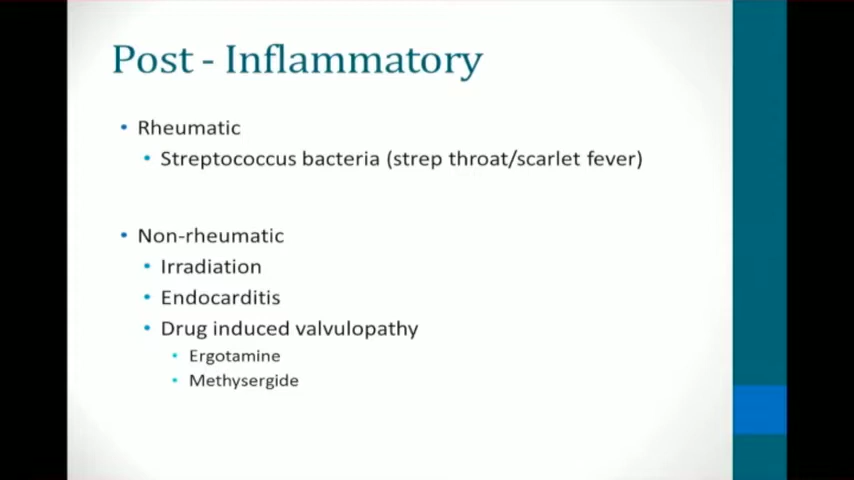 Post - Inflammatory
• Rheumatic
• Streptococcus bacteria (strep throat/scarlet fever)
• Non-rheumatic
• Irradiation
• Endocarditis
• Drug induced valvulopathy
• Ergotamine
• Methysergide